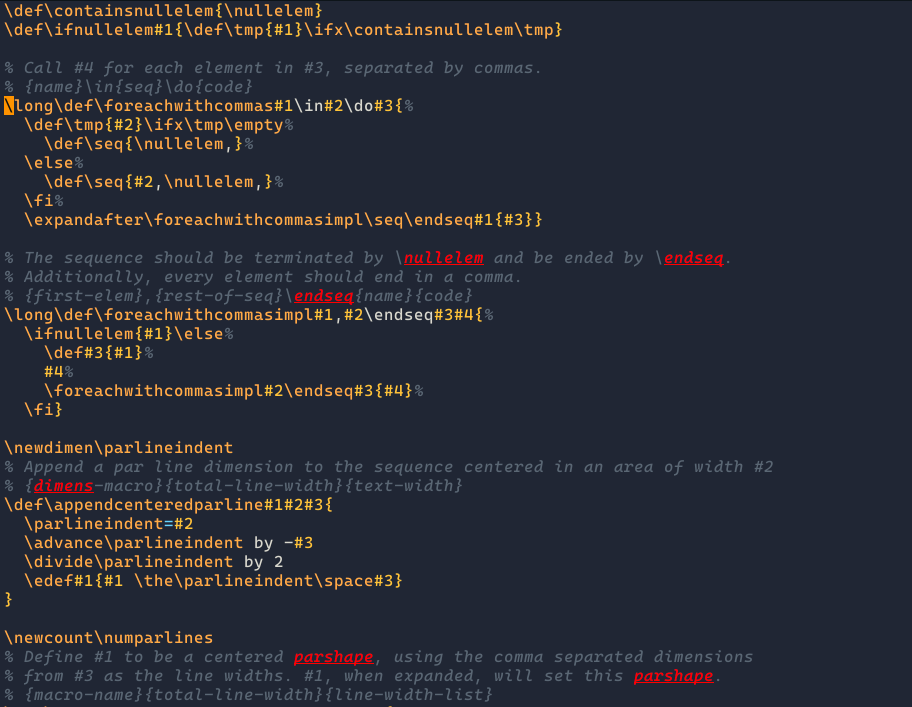 \def\containsnullelem{\nullelem}
\def\ifnullelem#1{\def\tmp{#1}\ifx\containsnullelem\tmp}

% Call #4 for each element in #3, separated by commas.
% {name}\in{seq}\do{code}
\long\def\foreachwithcommas#1\in#2\do#3{%
  \def\tmp{#2}\ifx\tmp\empty%
    \def\seq{\nullelem,}%
  \else%
    \def\seq{#2,\nullelem,}%
  \fi%
  \expandafter\foreachwithcommasimpl\seq\endseq#1{#3}}

% The sequence should be terminated by \nullelem and be ended by \endseq.
% Additionally, every element should end in a comma.
% {first-elem},{rest-of-seq}\endseq{name}{code}
\long\def\foreachwithcommasimpl#1,#2\endseq#3#4{%
  \ifnullelem{#1}\else%
    \def#3{#1}%
    #4%
    \foreachwithcommasimpl#2\endseq#3{#4}%
  \fi}

\newdimen\parlineindent
% Append a par line dimension to the sequence centered in an area of width #2
% {dimens-macro}{total-line-width}{text-width}
\def\appendcenteredparline#1#2#3{
  \parlineindent=#2
  \advance\parlineindent by -#3
  \divide\parlineindent by 2
  \edef#1{#1 \the\parlineindent\space#3}
}

\newcount\numparlines
% Define #1 to be a centered parshape, using the comma separated dimensions
% from #3 as the line widths. #1, when expanded, will set this parshape.
% {macro-name}{total-line-width}{line-width-list}